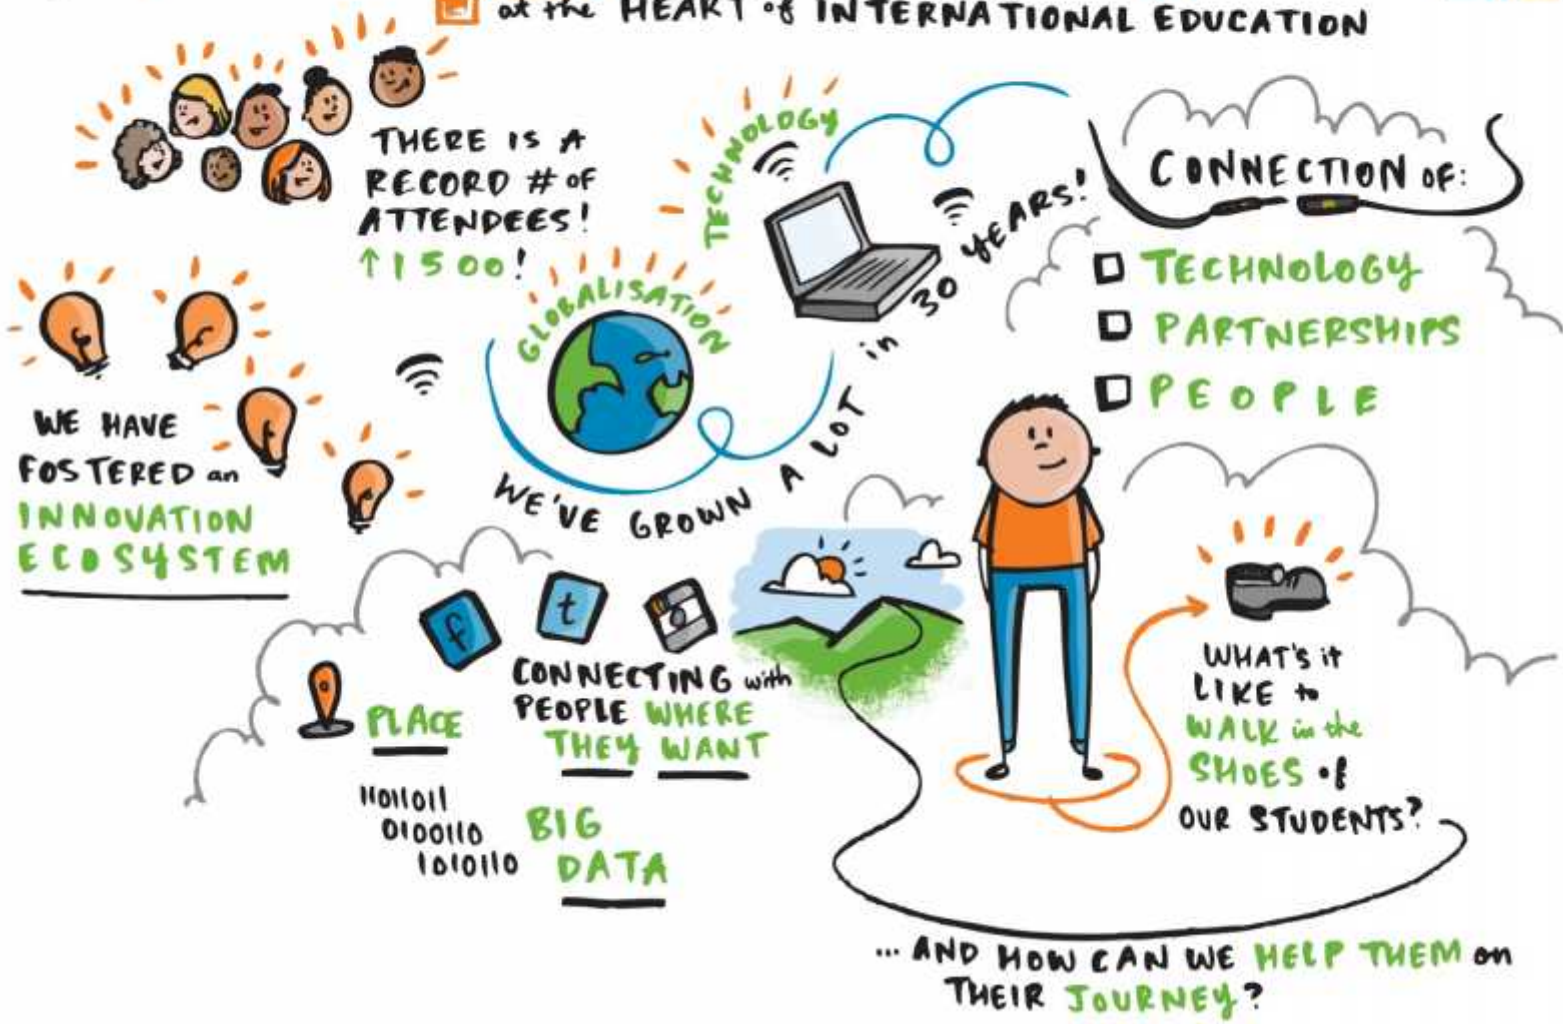 at the HEART of INTERNATIONAL EDUCATION
THERE IS A
RECORD # OF
ATTENDEES!
↑1500!
TECHNOLOGY
GLOBALISATION
WE'VE GROWN A LOT in 30 YEARS!
CONNECTION OF:
TECHNOLOGY
PARTNERSHIPS
PEOPLE
WE HAVE
FOSTERED an
INNOVATION
ECOSYSTEM
f
t
CONNECTING with
PEOPLE WHERE
THEY WANT
PLACE
11011011
0100110
1010110
BIG
DATA
WHAT'S it
LIKE to
WALK in the
SHOES of
OUR STUDENTS?
... AND HOW CAN WE HELP THEM on
THEIR JOURNEY?